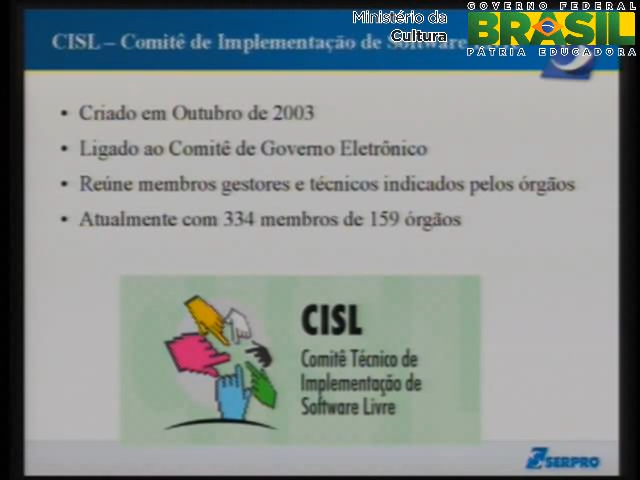 Ministério da
Cultura
GOVERNO FEDERAL
BRASIL
PÁTRIA EDUCADORA
CISL – Comitê de Implementação de Software
• Criado em Outubro de 2003
• Ligado ao Comitê de Governo Eletrônico
• Reúne membros gestores e técnicos indicados pelos órgãos
• Atualmente com 334 membros de 159 órgãos
CISL
Comitê Técnico de
Implementação de
Software Livre
SERPRO